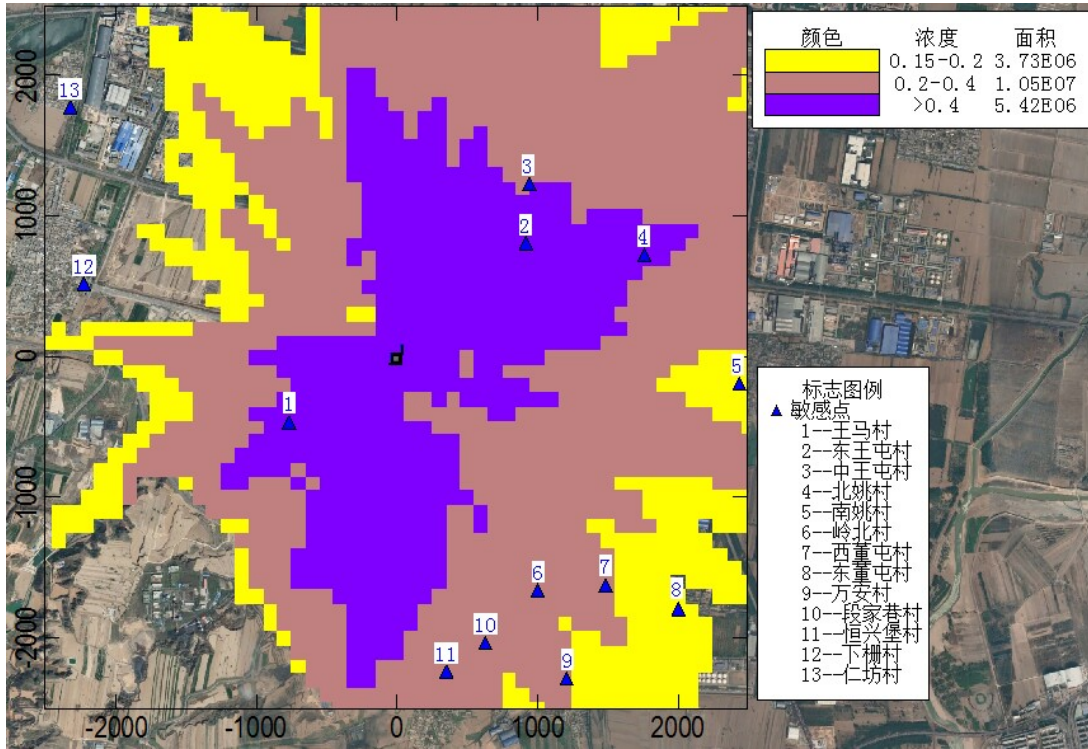 颜色 浓度 面积
0.15-0.2 3.73E06
0.2-0.4 1.05E07
>0.4 5.42E06
2000
1000
0
-1000
-2000
-2000 -1000 0 1000 2000
13
3
2
4
12
5
1
6
7
8
10
11
9
标志图例
敏感点
1--王马村
2--东王屯村
3--中王屯村
4--北姚村
5--南姚村
6--岭北村
7--西董屯村
8--东董屯村
9--万安村
10--段家巷村
11--恒兴堡村
12--下栅村
13--仁坊村